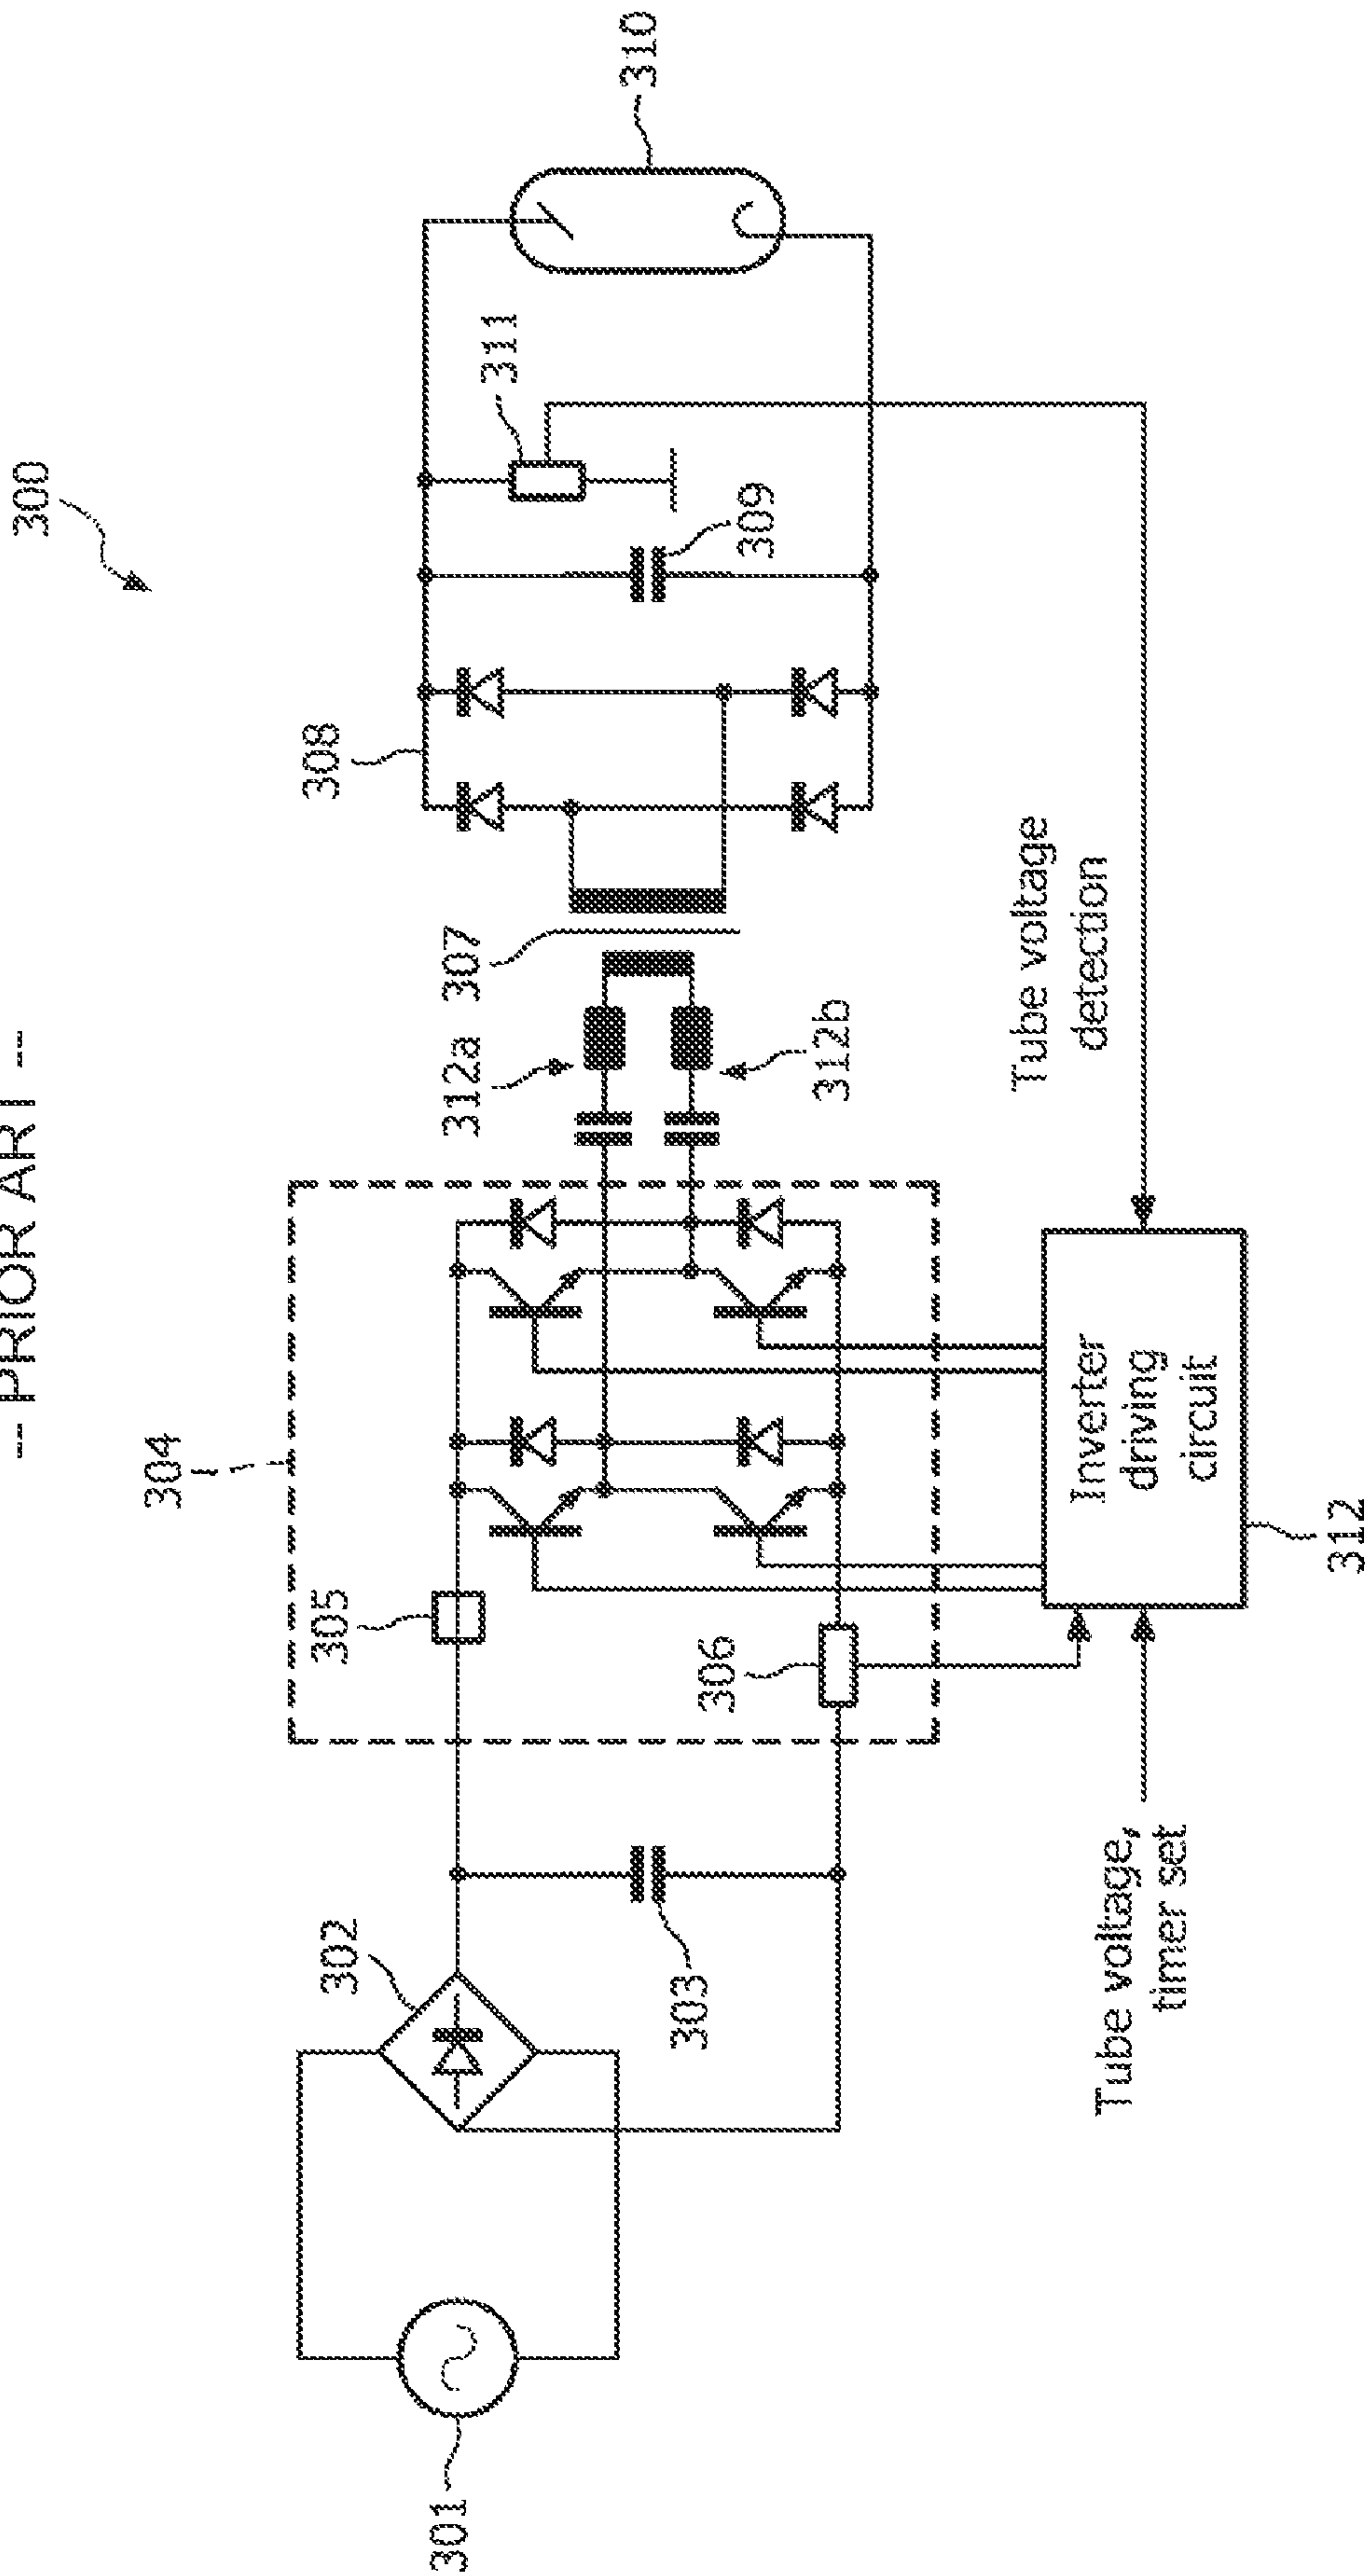 -- PRIOR ART --
300
304
301
302
303
305
306
312a
307
312b
308
309
311
310
Tube voltage,
timer set
Inverter
driving
circuit
312
Tube voltage
detection